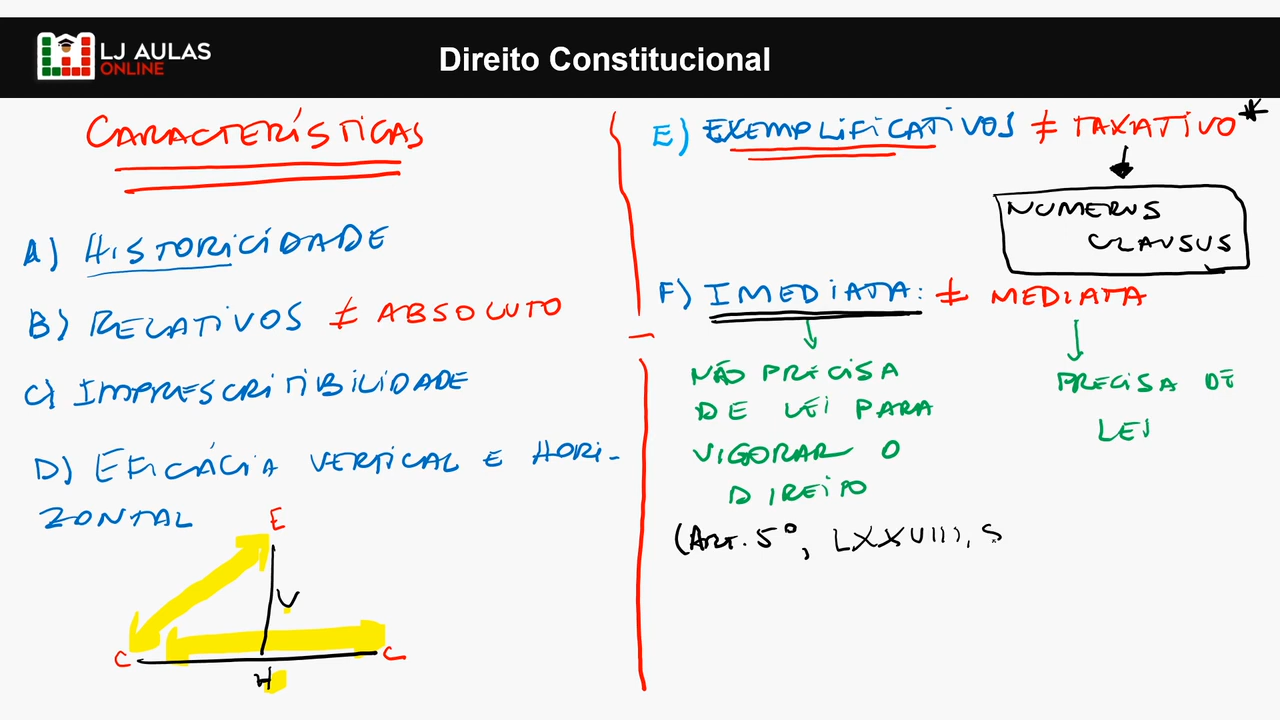 LJ AULAS
ONLINE
Direito Constitucional
CARACTERÍSTICAS
A) HISTORICIDADE
B) RELATIVOS ≠ ABSOLUTO
C) IMPRESCRITIBILIDADE
D) EFICÁCIA VERTICAL E HORI-
ZONTAL
E
V
C
C
H
E) EXEMPLIFICATIVOS ≠ TAXATIVO*
NUMERUS
CLAUSUS
F) IMEDIATA: ≠ MEDIATA
NÃO PRECISA
DE LEI PARA
VIGORAR O
DIREITO
PRECISA DE
LEI
(ART. 5º, LXXVIII, S